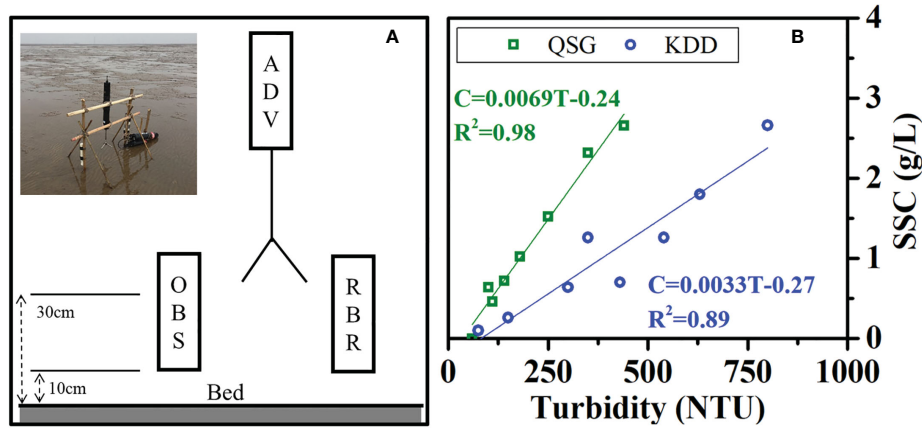 A
A
D
V
O
B
S
R
B
R
30cm
10cm
Bed
B
QSG
KDD
C=0.0069T-0.24
R²=0.98
C=0.0033T-0.27
R²=0.89
4
3
2
1
0
SSC (g/L)
0
250
500
750
1000
Turbidity (NTU)